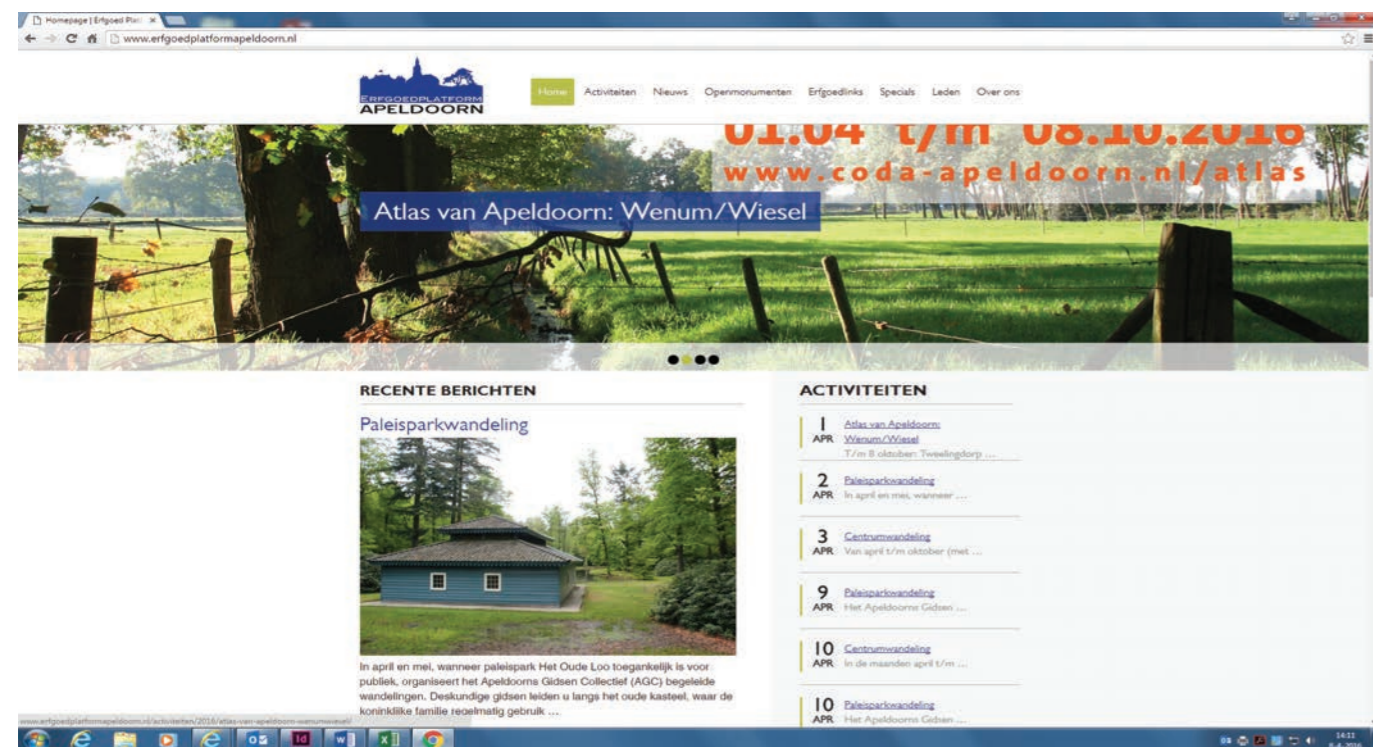 Homepage | Erfgoed Plat
www.erfgoedplatformapeldoorn.nl
ERFGOEDPLATFORM
APELDOORN
Home Activiteiten Nieuws Openmonumenten Erfgoedlinks Specials Leden Over ons
01.04 t/m 08.10.2016
www.coda-apeldoorn.nl/atlas
Atlas van Apeldoorn: Wenum/Wiesel
RECENTE BERICHTEN
Paleisparkwandeling
In april en mei, wanneer paleispark Het Oude Loo toegankelijk is voor
publiek, organiseert het Apeldoorns Gidsen Collectief (AGC) begeleide
wandelingen. Deskundige gidsen leiden u langs het oude kasteel, waar de
koninklijke familie regelmatig gebruik ...
ACTIVITEITEN
1
APR
Atlas van Apeldoorn:
Wenum/Wiesel
T/m 8 oktober: Tweelingdorp ...
2
APR
Paleisparkwandeling
In april en mei, wanneer ...
3
APR
Centrumwandeling
Van april t/m oktober (met ...
9
APR
Paleisparkwandeling
Het Apeldoorns Gidsen ...
10
APR
Centrumwandeling
In de maanden april t/m ...
10
APR
Paleisparkwandeling
Het Apeldoorns Gidsen ...
www.erfgoedplatformapeldoorn.nl/activiteiten/2016/atlas-van-apeldoorn-wenumwiesel/
14:11